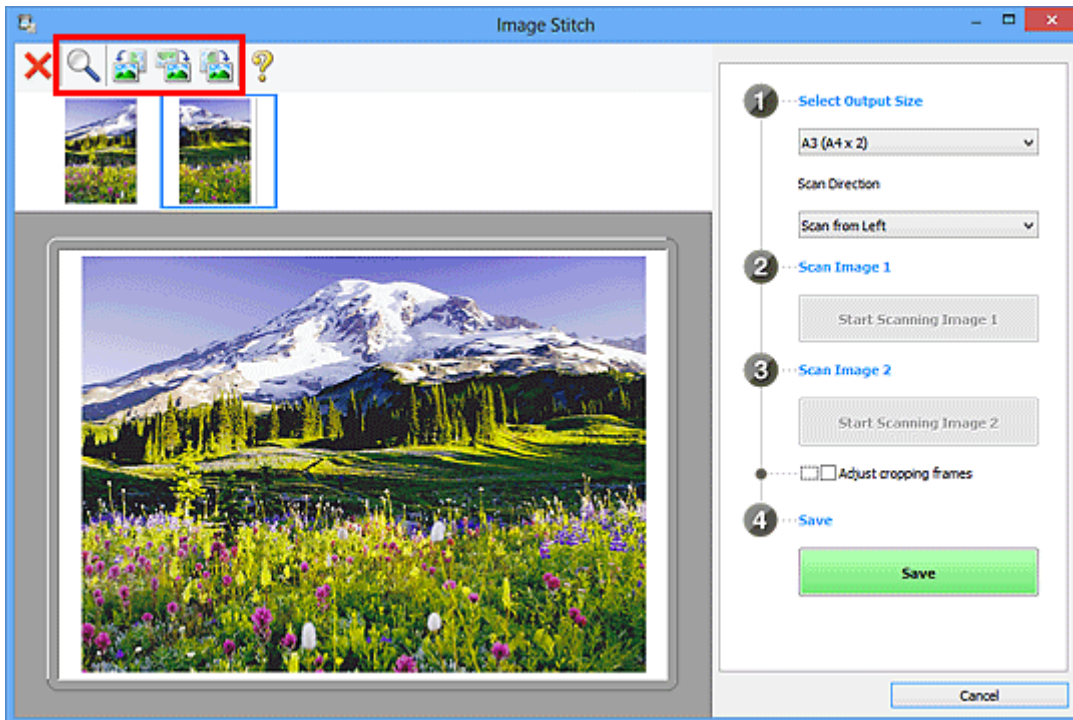 Image Stitch
1
Select Output Size
A3 (A4 x 2)
Scan Direction
Scan from Left
2
Scan Image 1
Start Scanning Image 1
3
Scan Image 2
Start Scanning Image 2
Adjust cropping frames
4
Save
Save
Cancel